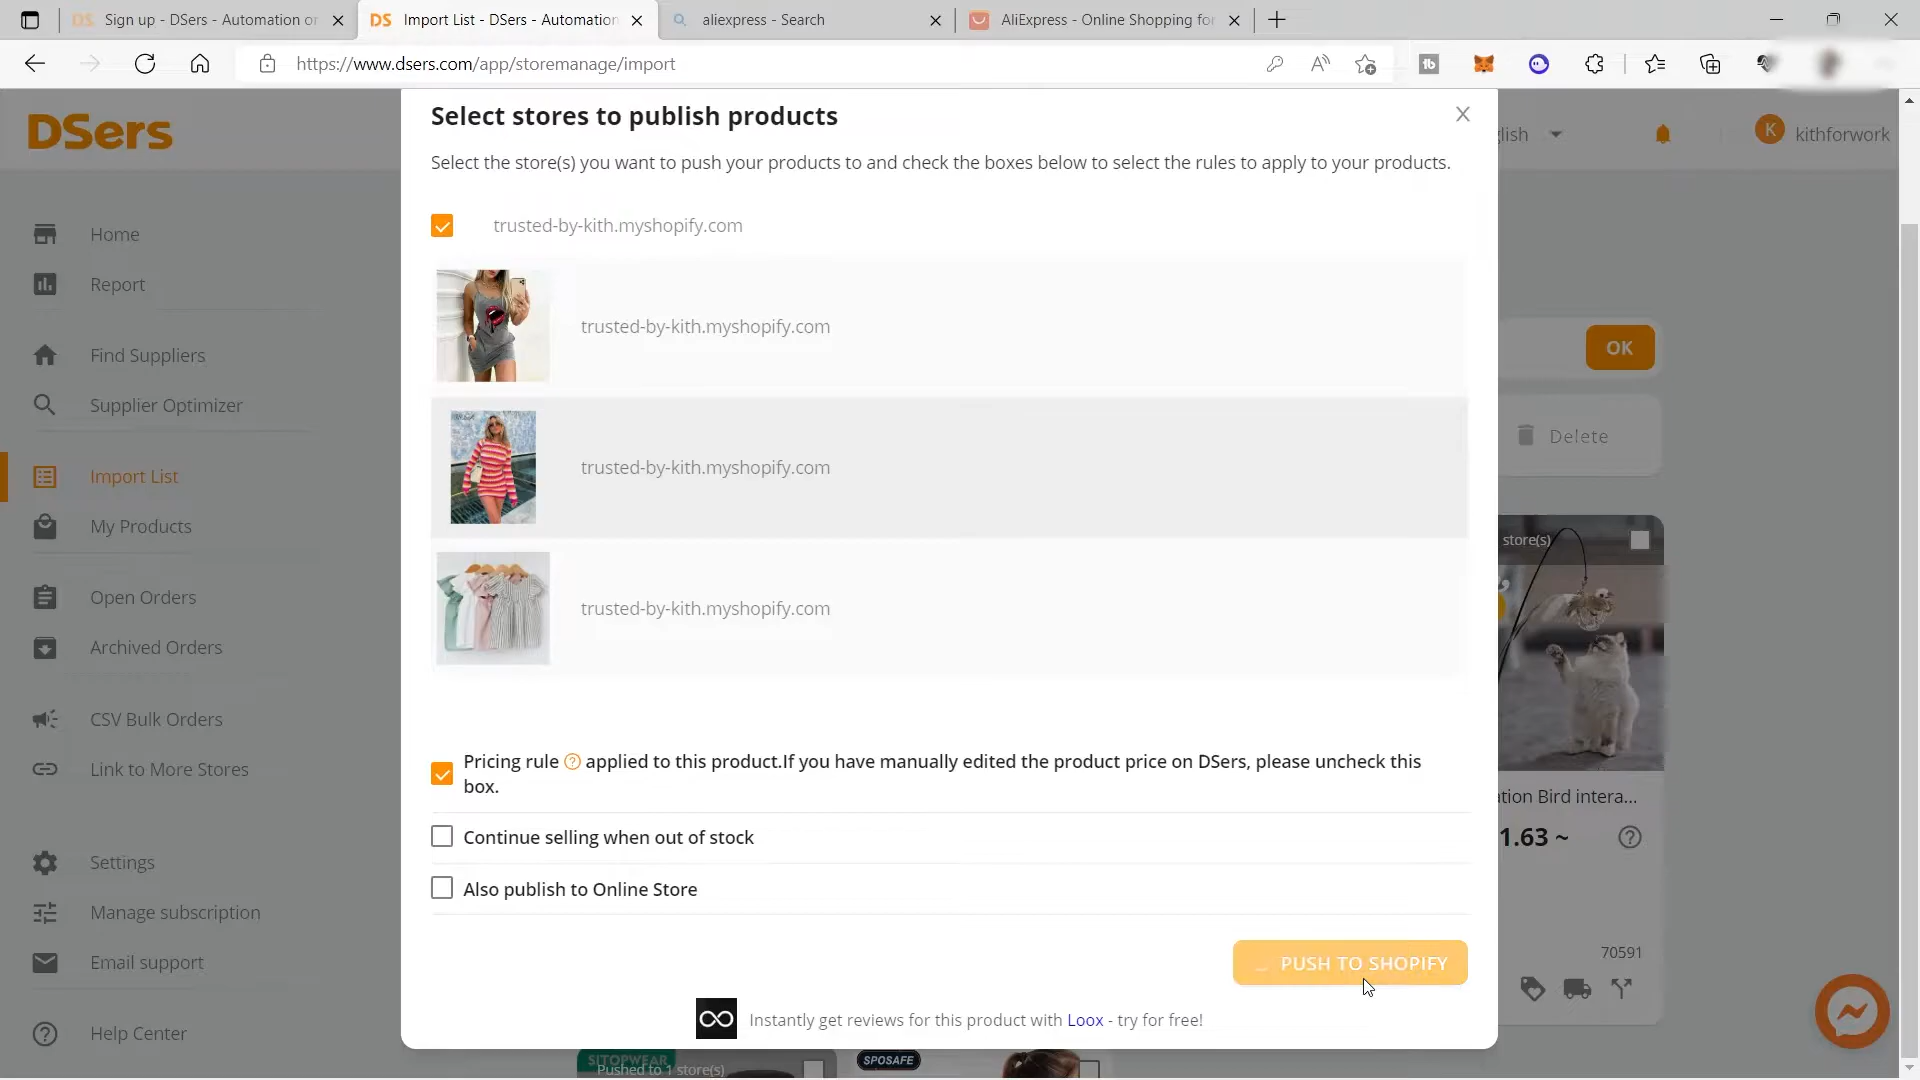 Sign up - DSers - Automation or
Import List - DSers - Automation
aliexpress - Search
AliExpress - Online Shopping for
https://www.dsers.com/app/storemanage/import
DSers
glish
K
kithforwork
Select stores to publish products
Select the store(s) you want to push your products to and check the boxes below to select the rules to apply to your products.
trusted-by-kith.myshopify.com
trusted-by-kith.myshopify.com
trusted-by-kith.myshopify.com
trusted-by-kith.myshopify.com
Home
Report
Find Suppliers
Supplier Optimizer
Import List
My Products
Open Orders
Archived Orders
CSV Bulk Orders
Link to More Stores
Settings
Manage subscription
Email support
Help Center
OK
Delete
store(s)
ation Bird intera...
1.63 ~
70591
Pricing rule ? applied to this product.If you have manually edited the product price on DSers, please uncheck this
box.
Continue selling when out of stock
Also publish to Online Store
PUSH TO SHOPIFY
Instantly get reviews for this product with Loox - try for free!
SITOPWEAR
Pushed to 1 store(s)
SPOSAFE